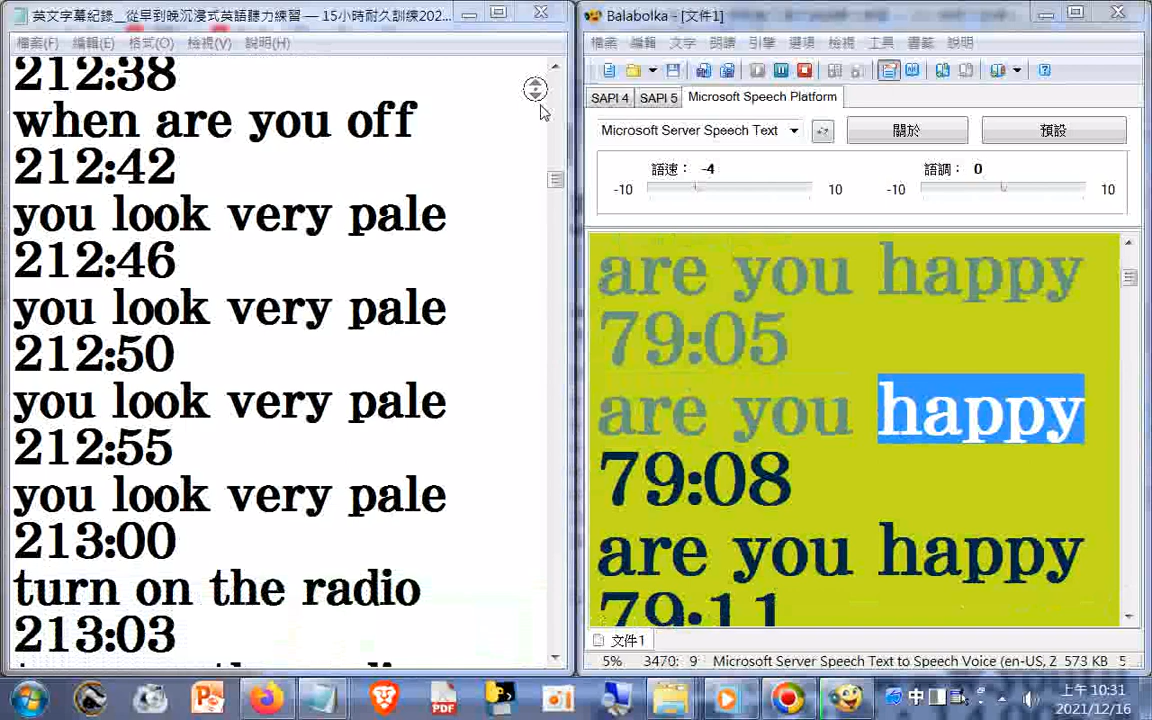 英文字幕紀錄__從早到晚沉浸式英語聽力練習 — 15小時耐久訓練202...
檔案(F) 編輯(E) 格式(O) 檢視(V) 說明(H)
212:38
when are you off
212:42
you look very pale
212:46
you look very pale
212:50
you look very pale
212:55
you look very pale
213:00
turn on the radio
213:03
Balabolka - [文件1]
檔案 編輯 文字 朗讀 引擎 選項 檢視 工具 書籤 說明
SAPI 4 SAPI 5 Microsoft Speech Platform
Microsoft Server Speech Text 關於 預設
語速： -4 語調： 0
-10 10 -10 10
are you happy
79:05
are you happy
79:08
are you happy
79:11
文件1
5% 3470: 9 Microsoft Server Speech Text to Speech Voice (en-US, 2 573 KB 5
PDF 中 上午 10:31
2021/12/16